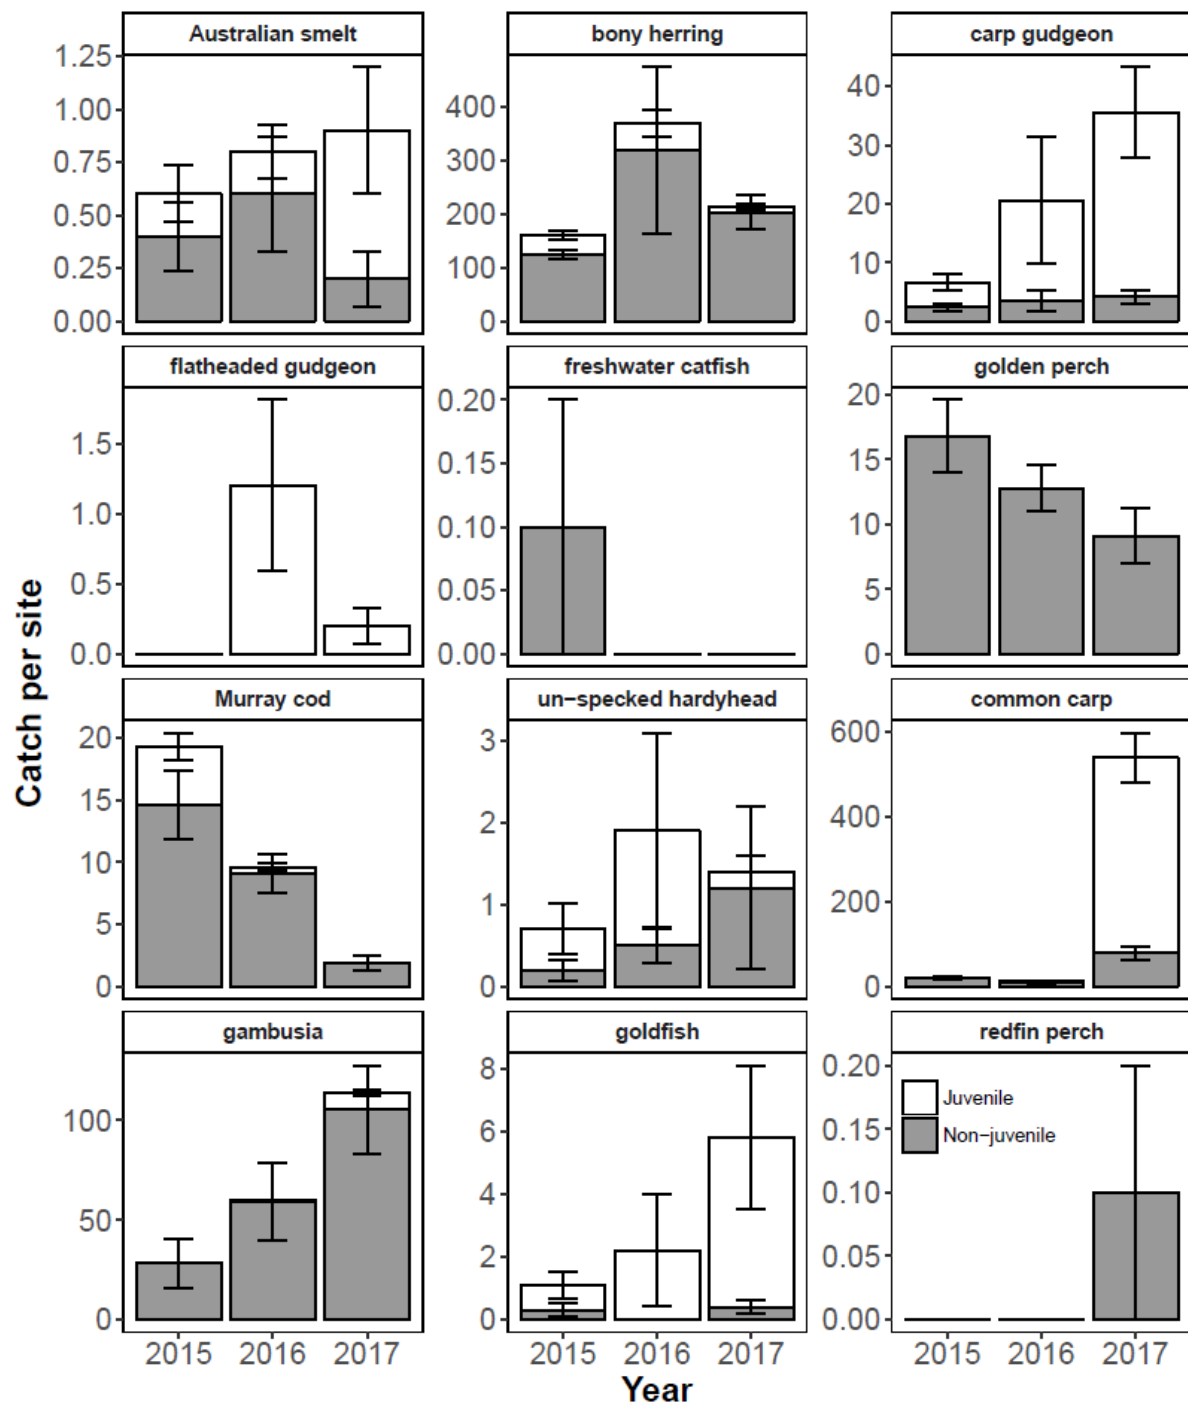 Australian smelt
bony herring
carp gudgeon
1.25
1.00
0.75
0.50
0.25
0.00
400
300
200
100
0
40
30
20
10
0
flatheaded gudgeon
freshwater catfish
golden perch
1.5
1.0
0.5
0.0
0.20
0.15
0.10
0.05
0.00
20
15
10
5
0
Catch per site
Murray cod
un-specked hardyhead
common carp
20
15
10
5
0
3
2
1
0
600
400
200
0
gambusia
goldfish
redfin perch
100
50
0
8
6
4
2
0
0.20
0.15
0.10
0.05
0.00
Juvenile
Non-juvenile
2015 2016 2017
2015 2016 2017
2015 2016 2017
Year